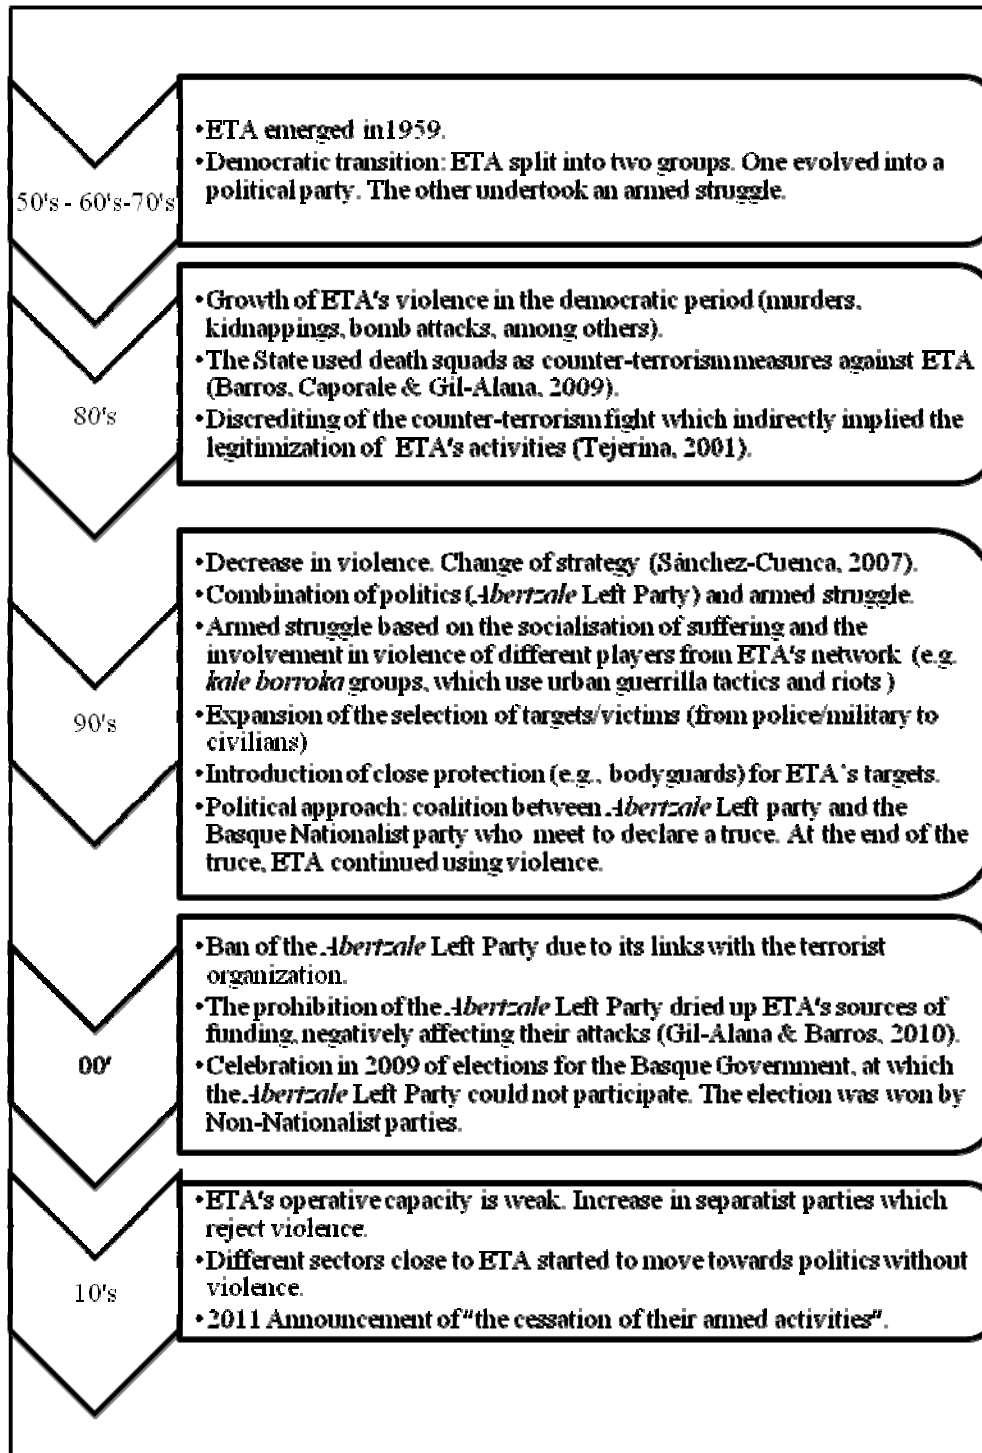 50's - 60's-70's
•ETA emerged in1959.
•Democratic transition: ETA split into two groups. One evolved into a
political party. The other undertook an armed struggle.
80's
•Growth of ETA's violence in the democratic period (murders,
kidnappings, bomb attacks, among others).
•The State used death squads as counter-terrorism measures against ETA
(Barros, Caporale & Gil-Alana, 2009).
•Discrediting of the counter-terrorism fight which indirectly implied the
legitimization of ETA's activities (Tejerina, 2001).
90's
•Decrease in violence. Change of strategy (Sánchez-Cuenca, 2007).
•Combination of politics (Abertzale Left Party) and armed struggle.
•Armed struggle based on the socialisation of suffering and the
involvement in violence of different players from ETA's network (e.g.
kale borroka groups, which use urban guerrilla tactics and riots )
•Expansion of the selection of targets/victims (from police/military to
civilians)
•Introduction of close protection (e.g., bodyguards) for ETA's targets.
•Political approach: coalition between Abertzale Left party and the
Basque Nationalist party who meet to declare a truce. At the end of the
truce, ETA continued using violence.
00'
•Ban of the Abertzale Left Party due to its links with the terrorist
organization.
•The prohibition of the Abertzale Left Party dried up ETA's sources of
funding, negatively affecting their attacks (Gil-Alana & Barros, 2010).
•Celebration in 2009 of elections for the Basque Government, at which
the Abertzale Left Party could not participate. The election was won by
Non-Nationalist parties.
10's
•ETA's operative capacity is weak. Increase in separatist parties which
reject violence.
•Different sectors close to ETA started to move towards politics without
violence.
•2011 Announcement of "the cessation of their armed activities".